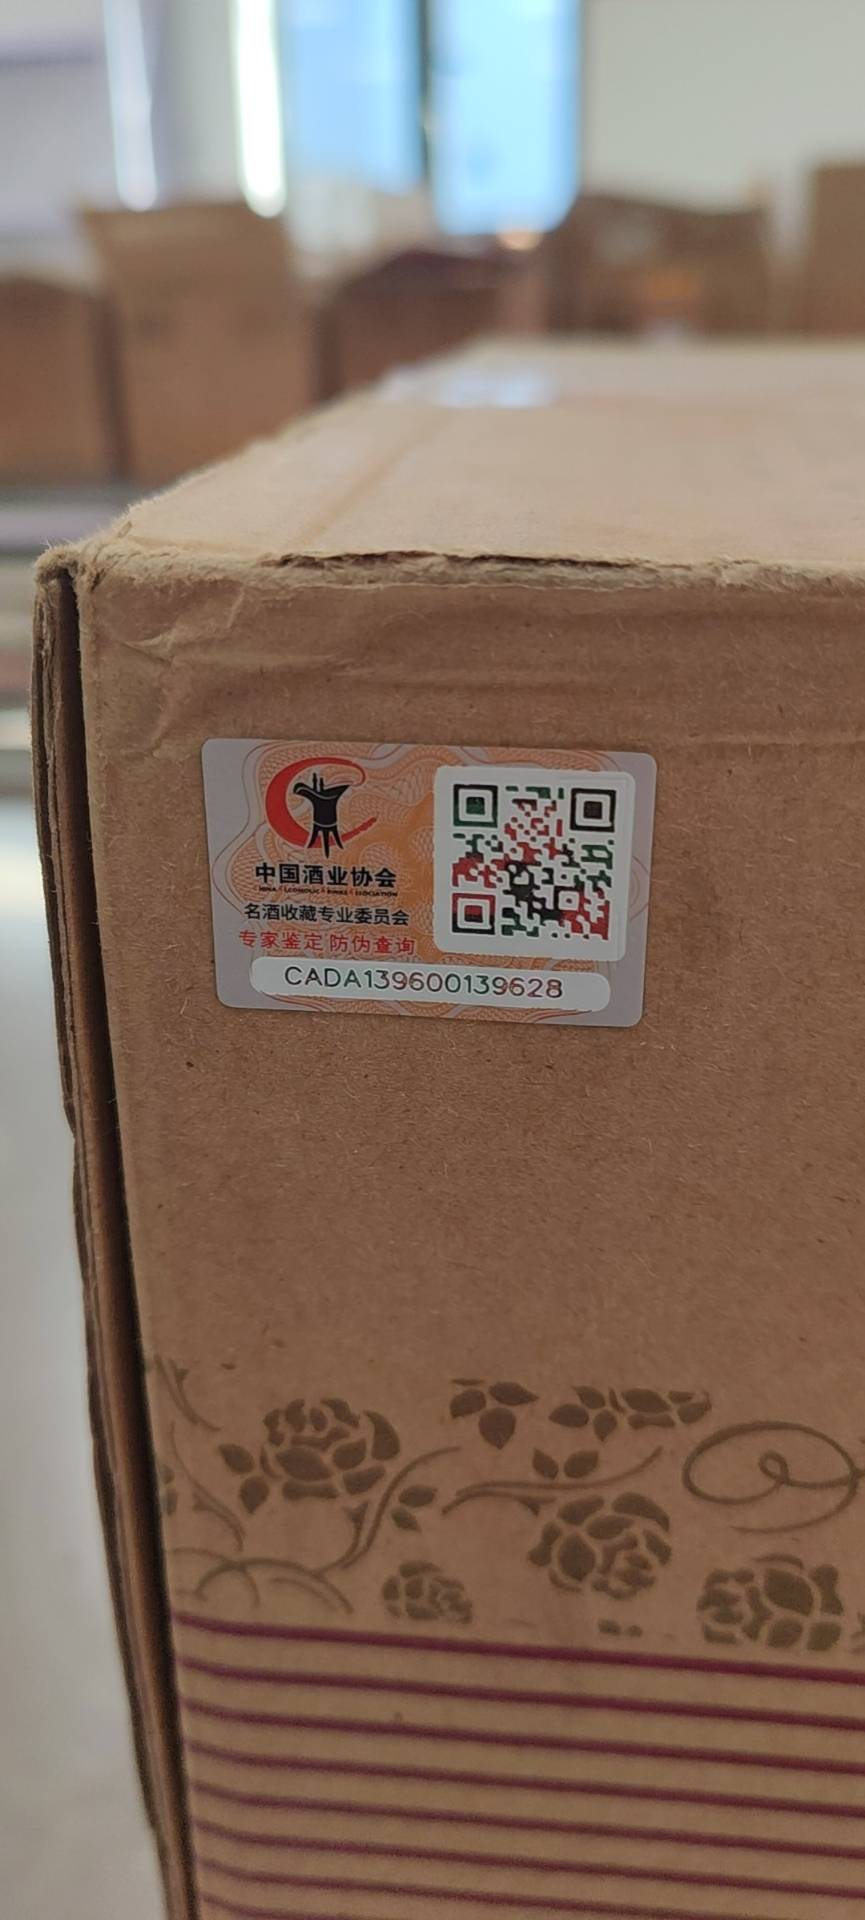 中国酒业协会
名酒收藏专业委员会
专家鉴定 防伪查询
CADA139600139628